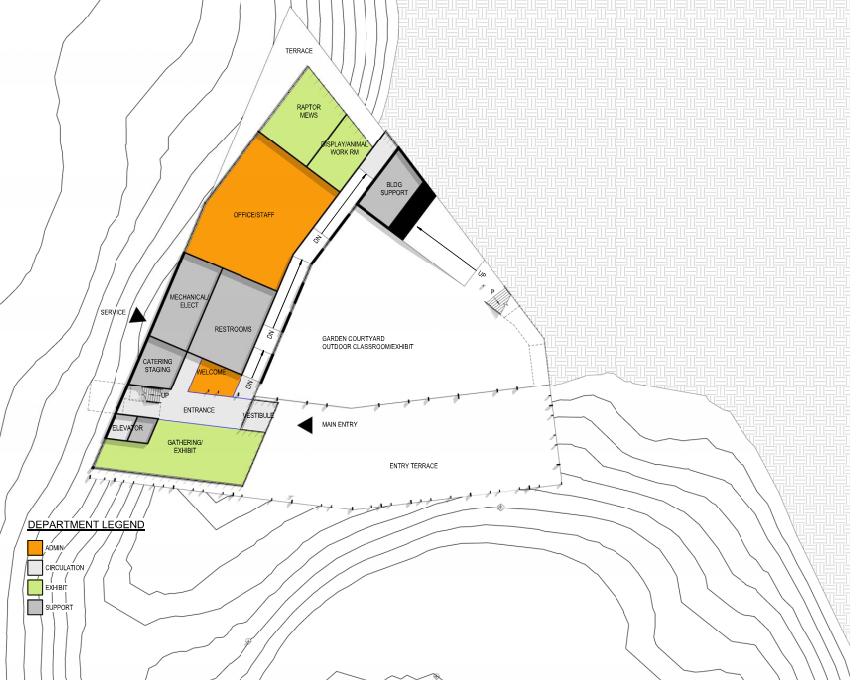 TERRACE
RAPTOR
MEWS
DISPLAY/ANIMAL
WORK RM
BLDG
SUPPORT
OFFICE/STAFF
DN
UP
P
MECHANICAL/
ELECT
SERVICE
RESTROOMS
DN
GARDEN COURTYARD
OUTDOOR CLASSROOM/EXHIBIT
CATERING
STAGING
WELCOME
DN
UP
ENTRANCE
VESTIBULE
MAIN ENTRY
ELEVATOR
GATHERING/
EXHIBIT
ENTRY TERRACE
DEPARTMENT LEGEND
ADMIN
CIRCULATION
EXHIBIT
SUPPORT